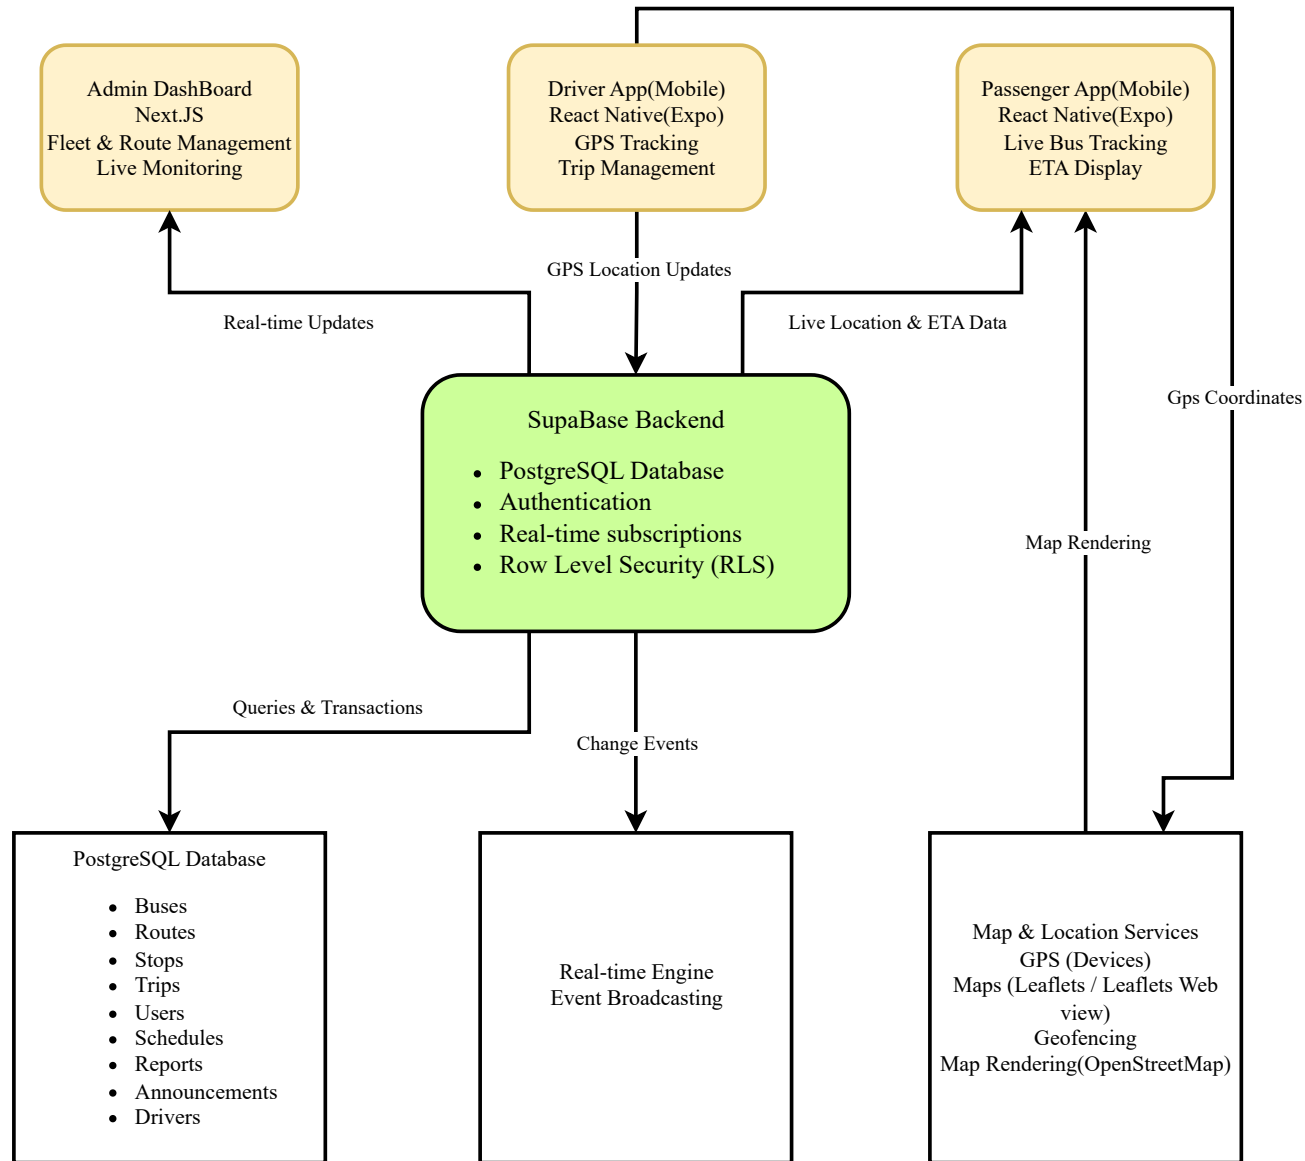 Admin DashBoard
Next.JS
Fleet & Route Management
Live Monitoring
Driver App(Mobile)
React Native(Expo)
GPS Tracking
Trip Management
Passenger App(Mobile)
React Native(Expo)
Live Bus Tracking
ETA Display
GPS Location Updates
Real-time Updates
Live Location & ETA Data
Gps Coordinates
SupaBase Backend
• PostgreSQL Database
• Authentication
• Real-time subscriptions
• Row Level Security (RLS)
Map Rendering
Queries & Transactions
Change Events
PostgreSQL Database
• Buses
• Routes
• Stops
• Trips
• Users
• Schedules
• Reports
• Announcements
• Drivers
Real-time Engine
Event Broadcasting
Map & Location Services
GPS (Devices)
Maps (Leaflets / Leaflets Web
view)
Geofencing
Map Rendering(OpenStreetMap)